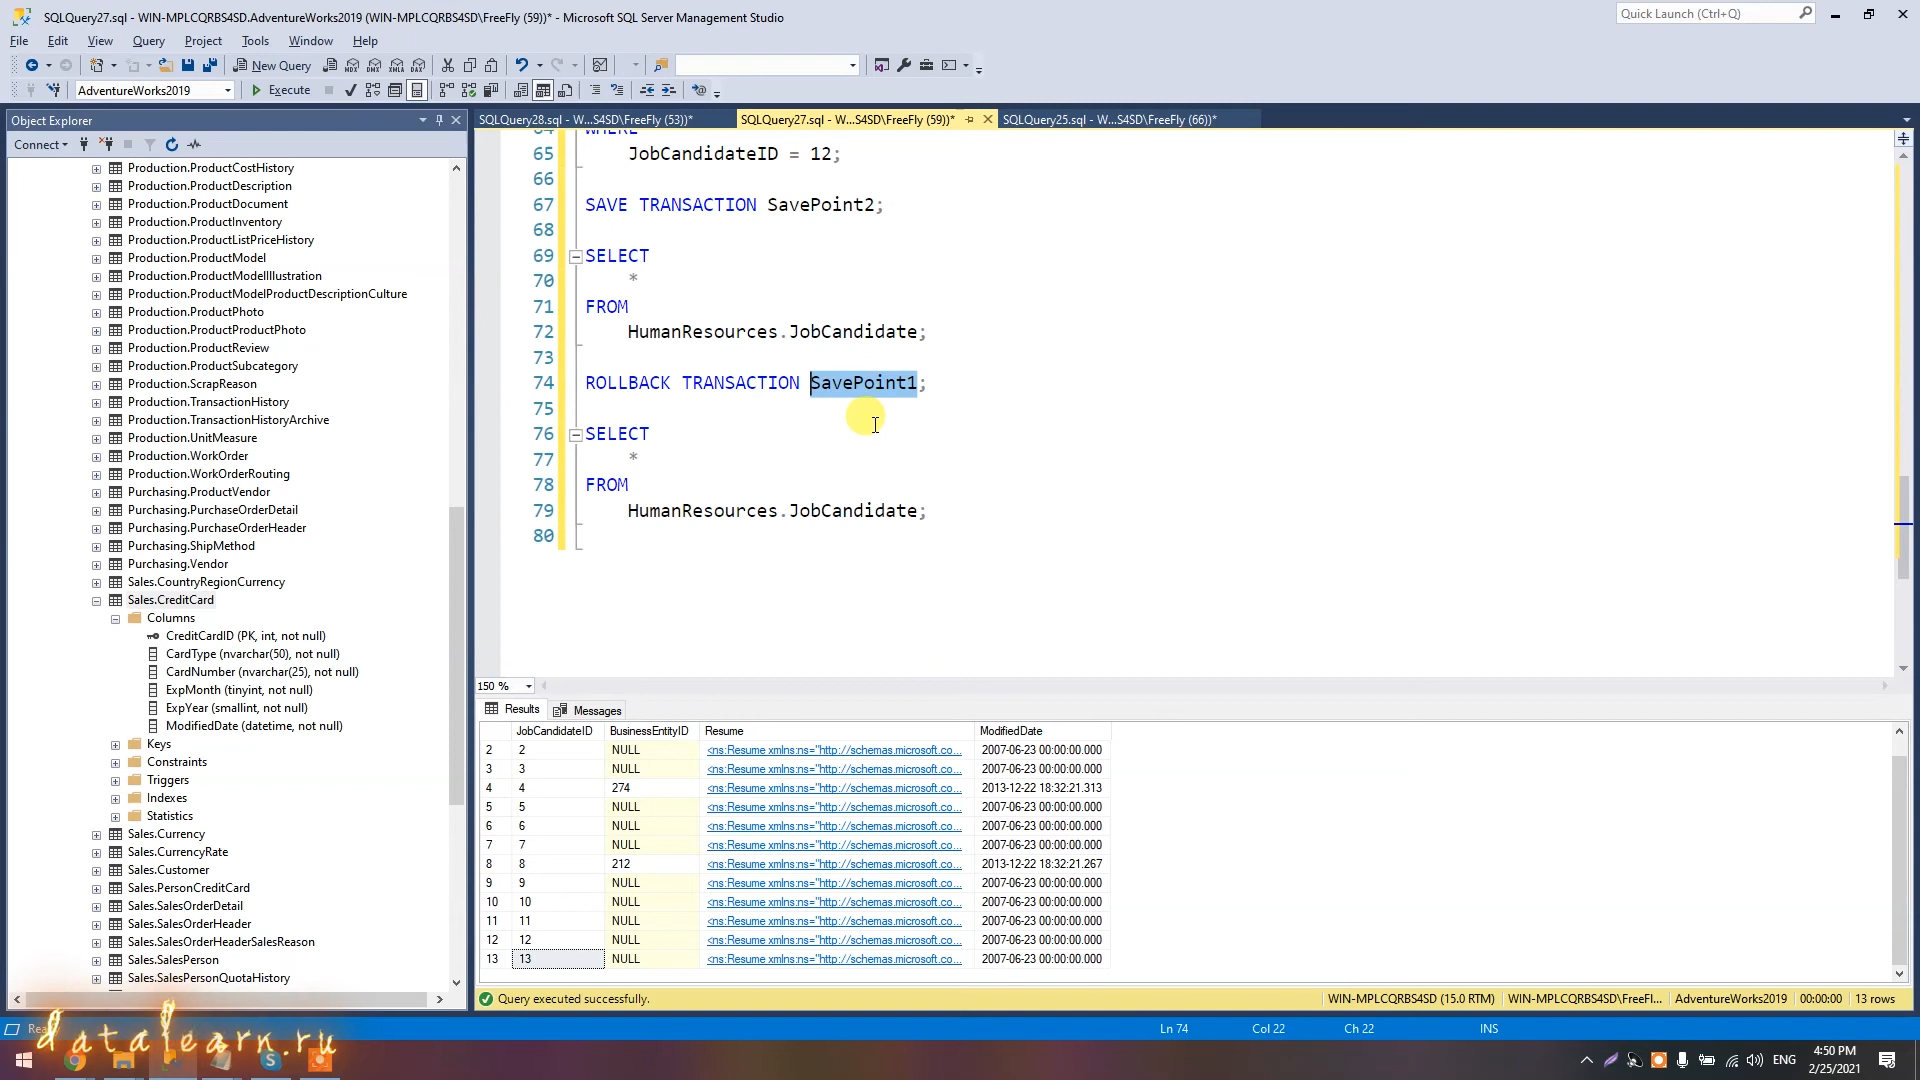 SQLQuery27.sql - WIN-MPLCQRBS4SD.AdventureWorks2019 (WIN-MPLCQRBS4SD\FreeFly (59))* - Microsoft SQL Server Management Studio
Quick Launch (Ctrl+Q)
File Edit View Query Project Tools Window Help
New Query
AdventureWorks2019 Execute
Object Explorer
SQLQuery28.sql - W...S4SD\FreeFly (53))*
SQLQuery27.sql - W...S4SD\FreeFly (59))*
SQLQuery25.sql - W...S4SD\FreeFly (66))*
Connect
Production.ProductCostHistory
Production.ProductDescription
Production.ProductDocument
Production.ProductInventory
Production.ProductListPriceHistory
Production.ProductModel
Production.ProductModelIllustration
Production.ProductModelProductDescriptionCulture
Production.ProductPhoto
Production.ProductProductPhoto
Production.ProductReview
Production.ProductSubcategory
Production.ScrapReason
Production.TransactionHistory
Production.TransactionHistoryArchive
Production.UnitMeasure
Production.WorkOrder
Production.WorkOrderRouting
Purchasing.ProductVendor
Purchasing.PurchaseOrderDetail
Purchasing.PurchaseOrderHeader
Purchasing.ShipMethod
Purchasing.Vendor
Sales.CountryRegionCurrency
Sales.CreditCard
Columns
CreditCardID (PK, int, not null)
CardType (nvarchar(50), not null)
CardNumber (nvarchar(25), not null)
ExpMonth (tinyint, not null)
ExpYear (smallint, not null)
ModifiedDate (datetime, not null)
Keys
Constraints
Triggers
Indexes
Statistics
Sales.Currency
Sales.CurrencyRate
Sales.Customer
Sales.PersonCreditCard
Sales.SalesOrderDetail
Sales.SalesOrderHeader
Sales.SalesOrderHeaderSalesReason
Sales.SalesPerson
Sales.SalesPersonQuotaHistory
64 WHERE
65 JobCandidateID = 12;
66
67 SAVE TRANSACTION SavePoint2;
68
69 SELECT
70 *
71 FROM
72 HumanResources.JobCandidate;
73
74 ROLLBACK TRANSACTION SavePoint1;
75
76 SELECT
77 *
78 FROM
79 HumanResources.JobCandidate;
80
150 %
Results Messages
JobCandidateID BusinessEntityID Resume ModifiedDate
2 2 NULL <ns:Resume xmlns:ns="http://schemas.microsoft.co... 2007-06-23 00:00:00.000
3 3 NULL <ns:Resume xmlns:ns="http://schemas.microsoft.co... 2007-06-23 00:00:00.000
4 4 274 <ns:Resume xmlns:ns="http://schemas.microsoft.co... 2013-12-22 18:32:21.313
5 5 NULL <ns:Resume xmlns:ns="http://schemas.microsoft.co... 2007-06-23 00:00:00.000
6 6 NULL <ns:Resume xmlns:ns="http://schemas.microsoft.co... 2007-06-23 00:00:00.000
7 7 NULL <ns:Resume xmlns:ns="http://schemas.microsoft.co... 2007-06-23 00:00:00.000
8 8 212 <ns:Resume xmlns:ns="http://schemas.microsoft.co... 2013-12-22 18:32:21.267
9 9 NULL <ns:Resume xmlns:ns="http://schemas.microsoft.co... 2007-06-23 00:00:00.000
10 10 NULL <ns:Resume xmlns:ns="http://schemas.microsoft.co... 2007-06-23 00:00:00.000
11 11 NULL <ns:Resume xmlns:ns="http://schemas.microsoft.co... 2007-06-23 00:00:00.000
12 12 NULL <ns:Resume xmlns:ns="http://schemas.microsoft.co... 2007-06-23 00:00:00.000
13 13 NULL <ns:Resume xmlns:ns="http://schemas.microsoft.co... 2007-06-23 00:00:00.000
Query executed successfully. WIN-MPLCQRBS4SD (15.0 RTM) WIN-MPLCQRBS4SD\FreeFl... AdventureWorks2019 00:00:00 13 rows
Ln 74 Col 22 Ch 22 INS
datalearn.ru
ENG
4:50 PM
2/25/2021